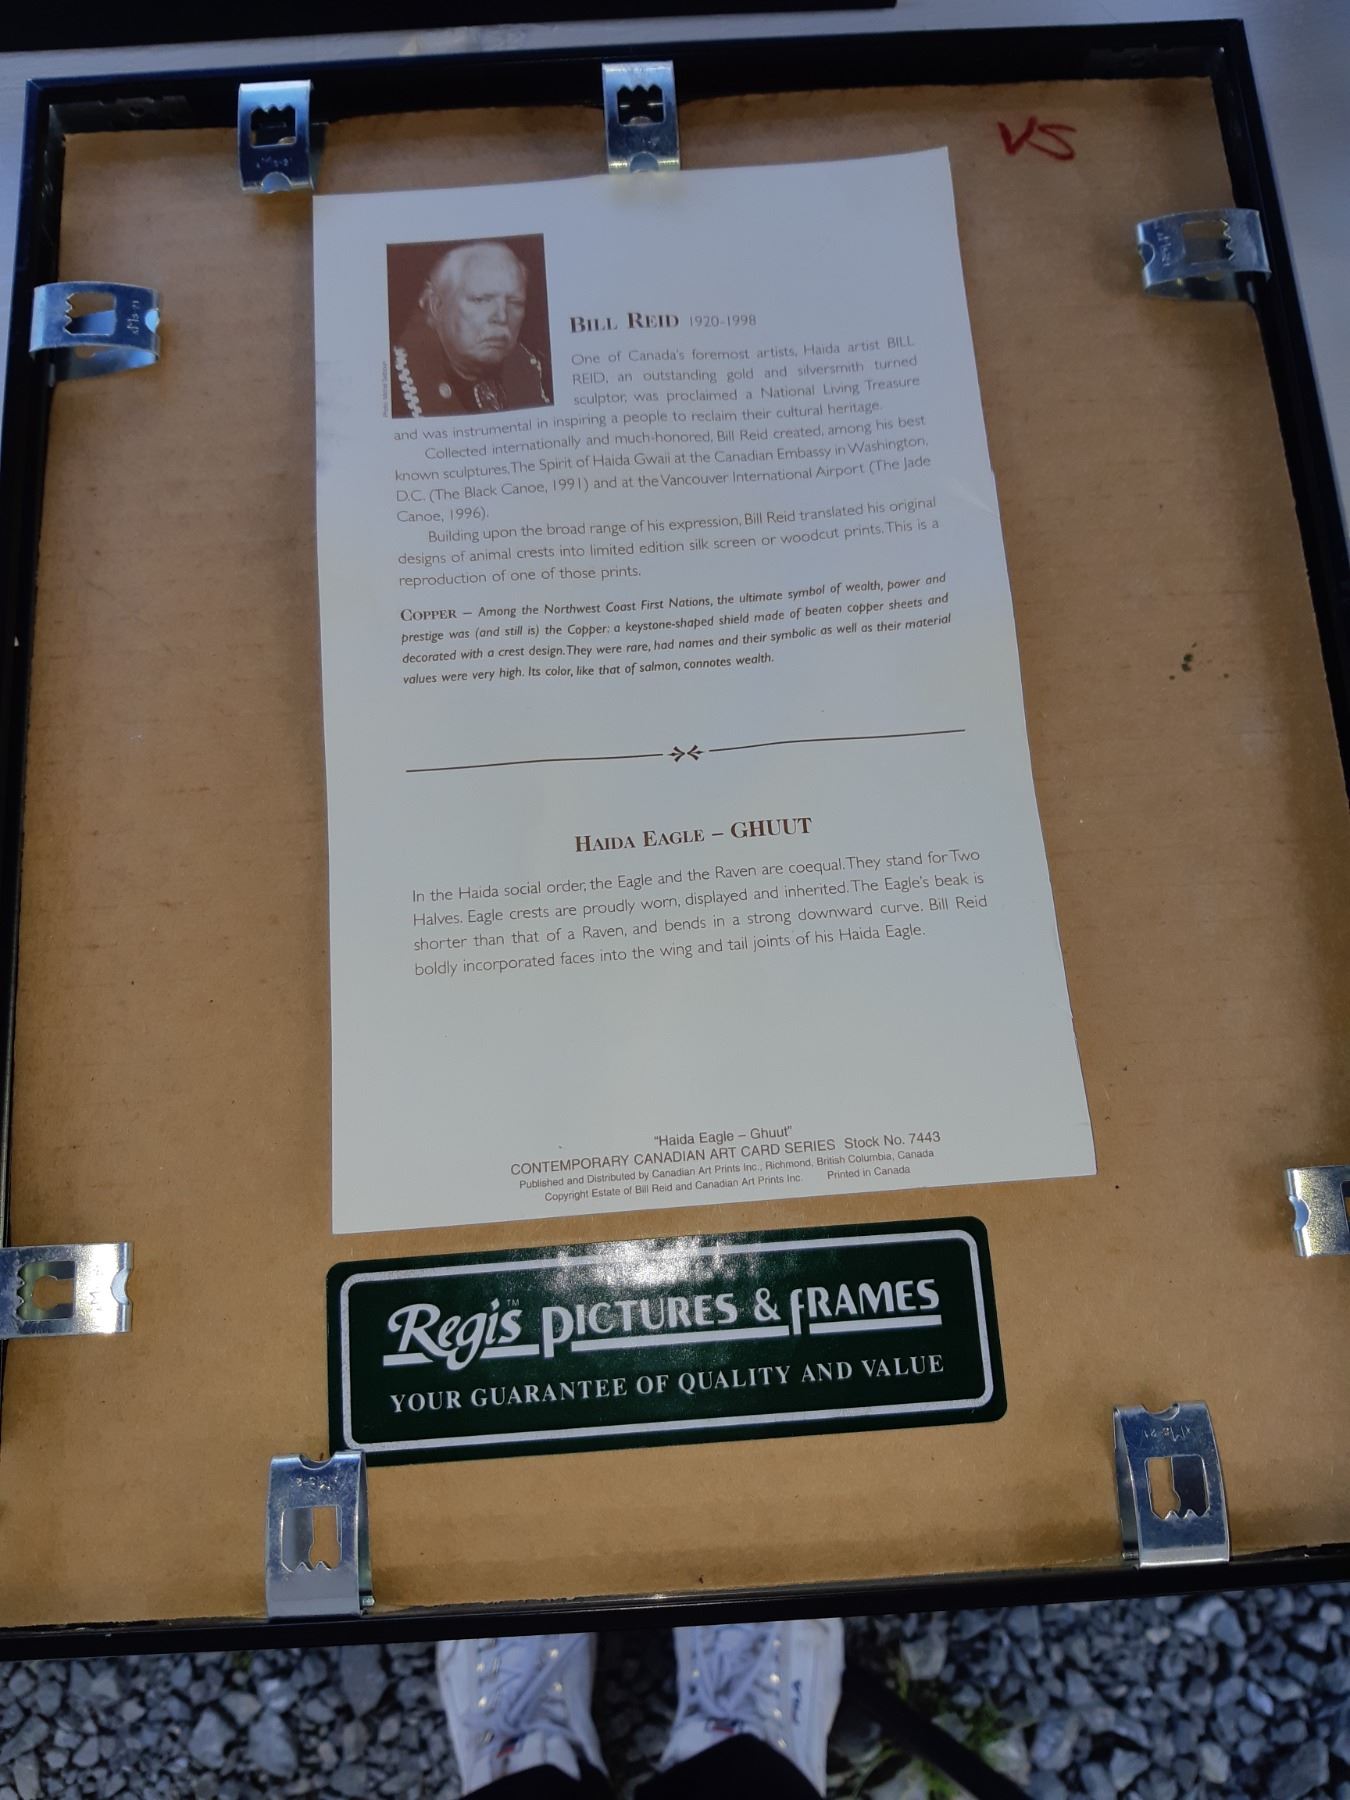 VS
BILL REID 1920-1998
One of Canada's foremost artists, Haida artist BILL
REID, an outstanding gold and silversmith turned
sculptor, was proclaimed a National Living Treasure
and was instrumental in inspiring a people to reclaim their cultural heritage.
Collected internationally and much-honored, Bill Reid created, among his best
known sculptures, The Spirit of Haida Gwaii at the Canadian Embassy in Washington,
D.C. (The Black Canoe, 1991) and at the Vancouver International Airport (The Jade
Canoe, 1996).
Building upon the broad range of his expression, Bill Reid translated his original
designs of animal crests into limited edition silk screen or woodcut prints. This is a
reproduction of one of those prints.
COPPER – Among the Northwest Coast First Nations, the ultimate symbol of wealth, power and
prestige was (and still is) the Copper: a keystone-shaped shield made of beaten copper sheets and
decorated with a crest design. They were rare, had names and their symbolic as well as their material
values were very high. Its color, like that of salmon, connotes wealth.
HAIDA EAGLE – GHUUT
In the Haida social order, the Eagle and the Raven are coequal. They stand for Two
Halves. Eagle crests are proudly worn, displayed and inherited. The Eagle's beak is
shorter than that of a Raven, and bends in a strong downward curve. Bill Reid
boldly incorporated faces into the wing and tail joints of his Haida Eagle.
"Haida Eagle – Ghuut"
CONTEMPORARY CANADIAN ART CARD SERIES Stock No. 7443
Published and Distributed by Canadian Art Prints Inc., Richmond, British Columbia, Canada
Copyright Estate of Bill Reid and Canadian Art Prints Inc. Printed in Canada
Regis™ PICTURES & fRAMES
YOUR GUARANTEE OF QUALITY AND VALUE